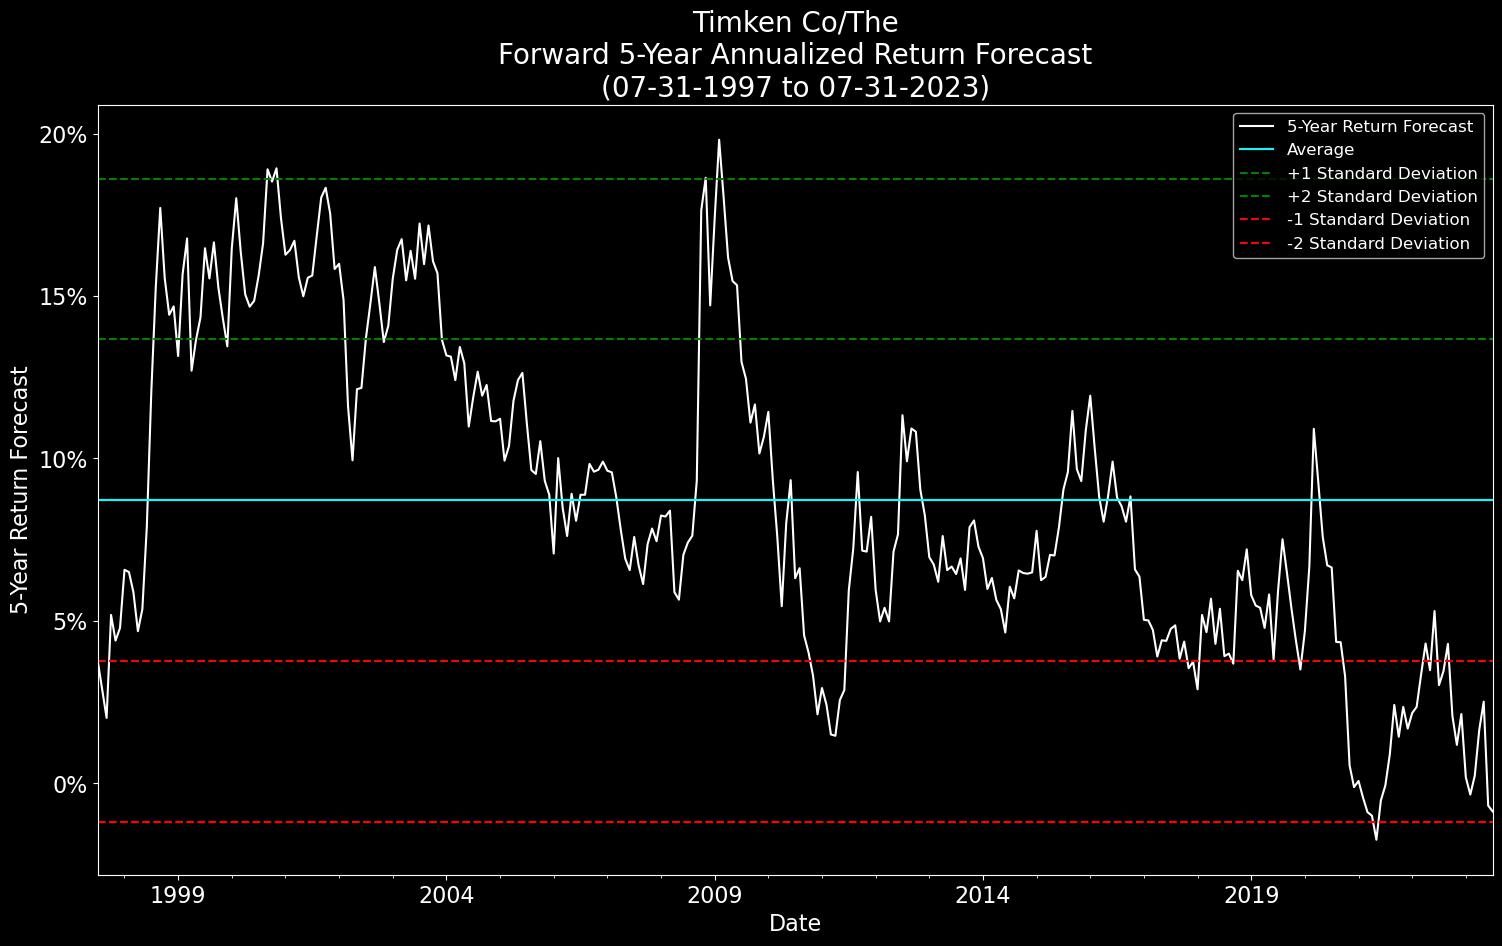 Timken Co/The
Forward 5-Year Annualized Return Forecast
(07-31-1997 to 07-31-2023)
5-Year Return Forecast
Average
+1 Standard Deviation
+2 Standard Deviation
-1 Standard Deviation
-2 Standard Deviation
20%
15%
10%
5%
0%
5-Year Return Forecast
1999
2004
2009
2014
2019
Date